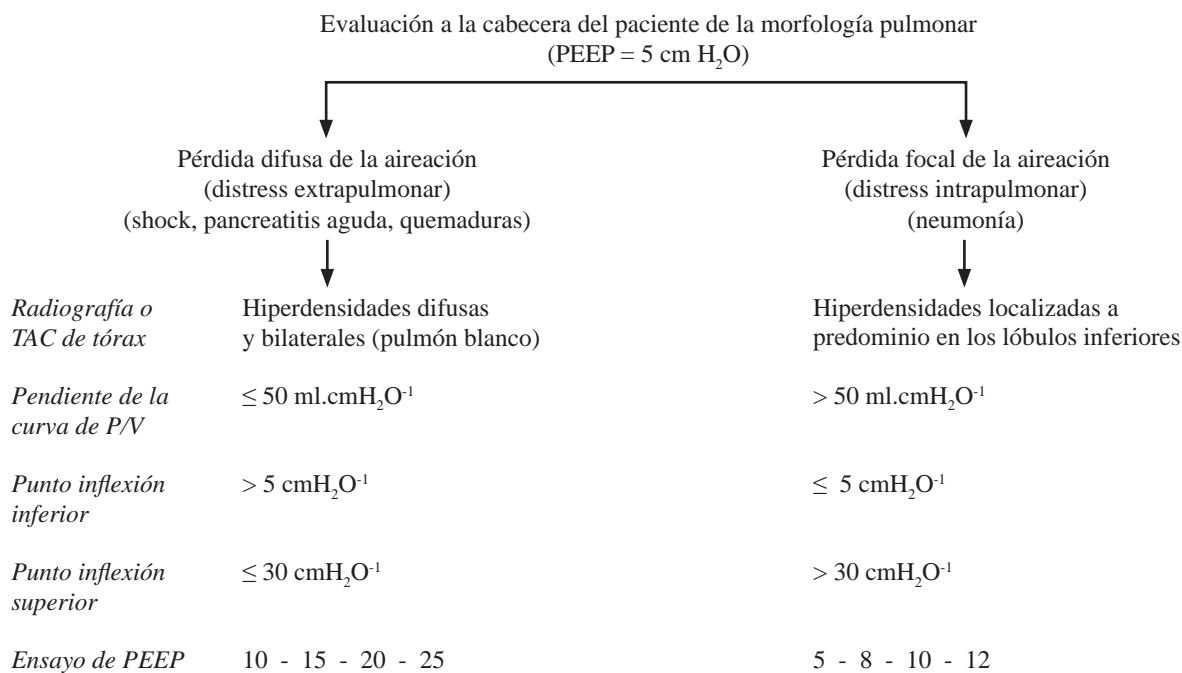 Evaluación a la cabecera del paciente de la morfología pulmonar
(PEEP = 5 cm H₂O)
Pérdida difusa de la aireación
(distress extrapulmonar)
(shock, pancreatitis aguda, quemaduras)
Pérdida focal de la aireación
(distress intrapulmonar)
(neumonía)
Radiografía o
TAC de tórax
Hiperdensidades difusas
y bilaterales (pulmón blanco)
Hiperdensidades localizadas a
predominio en los lóbulos inferiores
Pendiente de la
curva de P/V
≤ 50 ml.cmH₂O⁻¹
> 50 ml.cmH₂O⁻¹
Punto inflexión
inferior
> 5 cmH₂O⁻¹
≤ 5 cmH₂O⁻¹
Punto inflexión
superior
≤ 30 cmH₂O⁻¹
> 30 cmH₂O⁻¹
Ensayo de PEEP
10 - 15 - 20 - 25
5 - 8 - 10 - 12